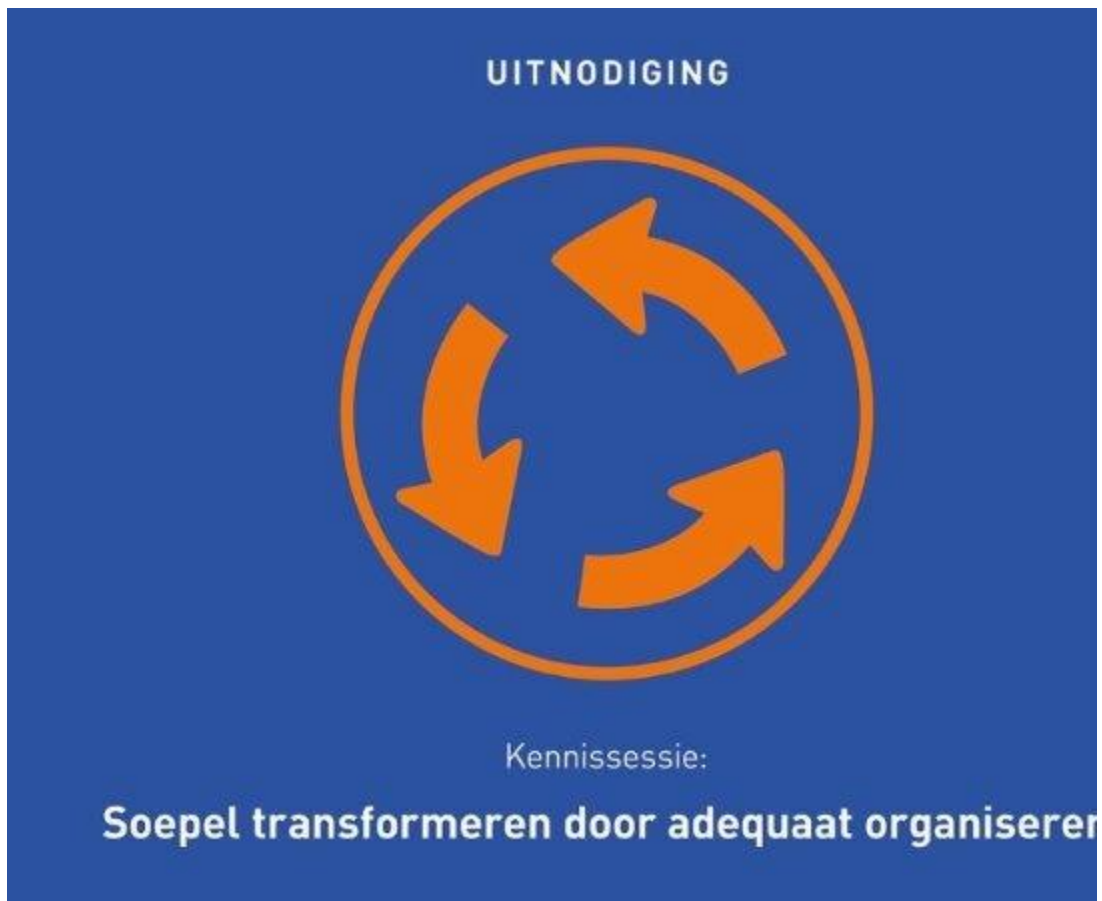 UITNODIGING
Kennissessie:
Soepel transformeren door adequaat organiseren